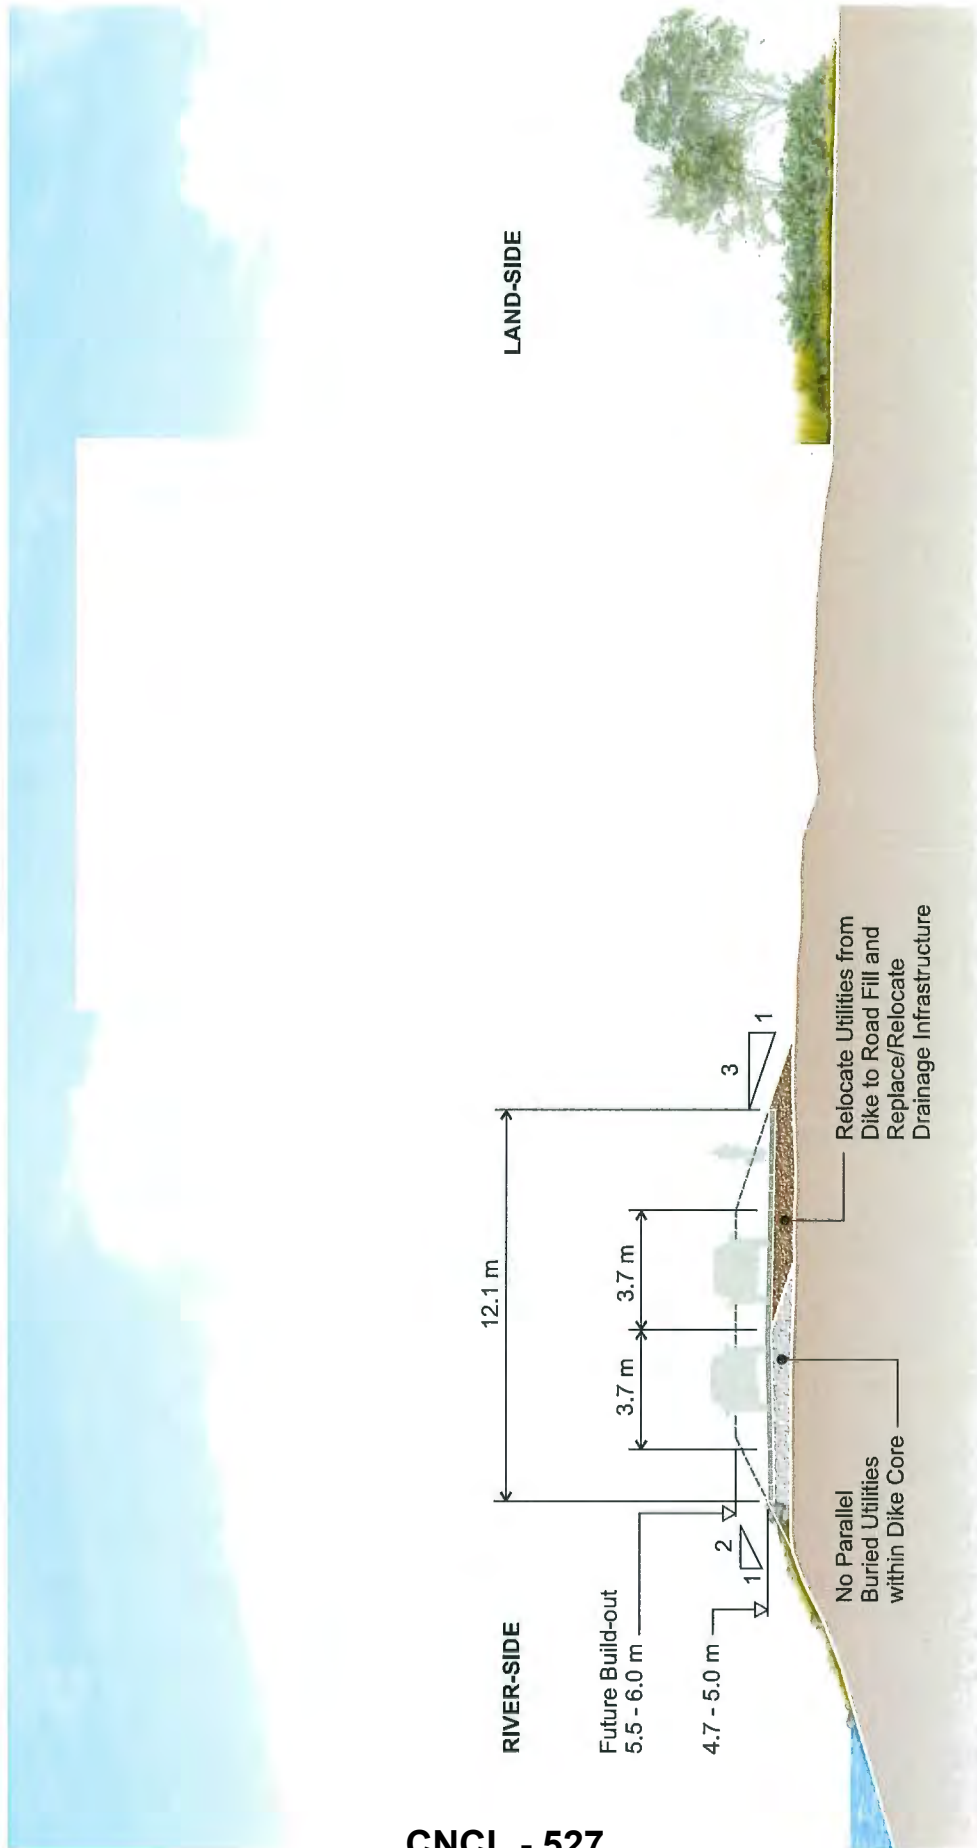 LAND-SIDE
RIVER-SIDE
12.1 m
3.7 m
3.7 m
3
1
2
1
Future Build-out
5.5 - 6.0 m
4.7 - 5.0 m
No Parallel
Buried Utilities
within Dike Core
Relocate Utilities from
Dike to Road Fill and
Replace/Relocate
Drainage Infrastructure
CNCL - 527